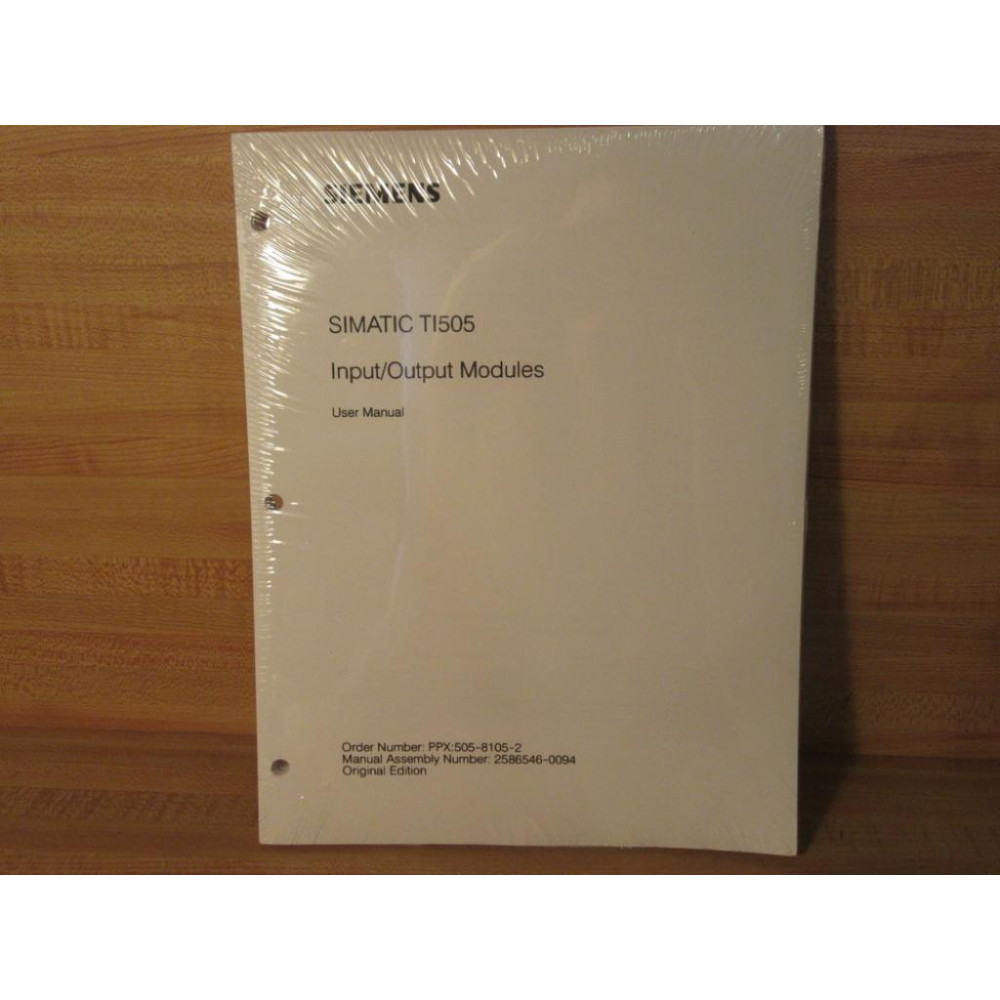 SIEMENS
SIMATIC TI505
Input/Output Modules
User Manual
Order Number: PPX:505-8105-2
Manual Assembly Number: 2586546-0094
Original Edition